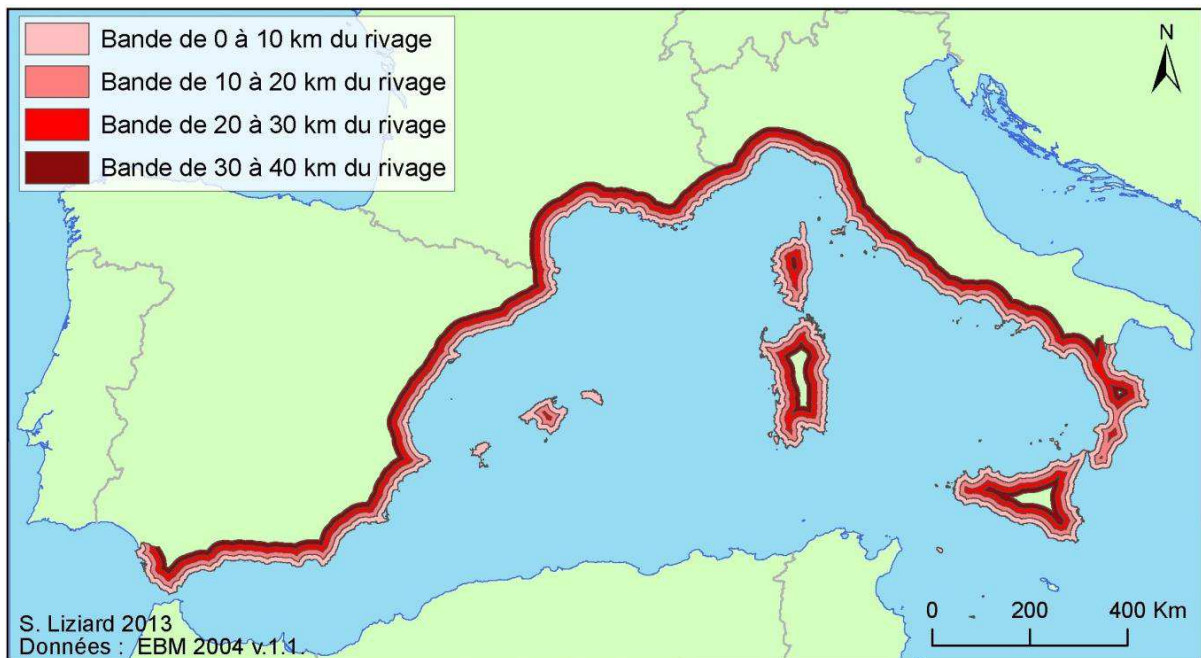 Bande de 0 à 10 km du rivage
Bande de 10 à 20 km du rivage
Bande de 20 à 30 km du rivage
Bande de 30 à 40 km du rivage
N
S. Liziard 2013
Données : EBM 2004 v.1.1.
0 200 400 Km